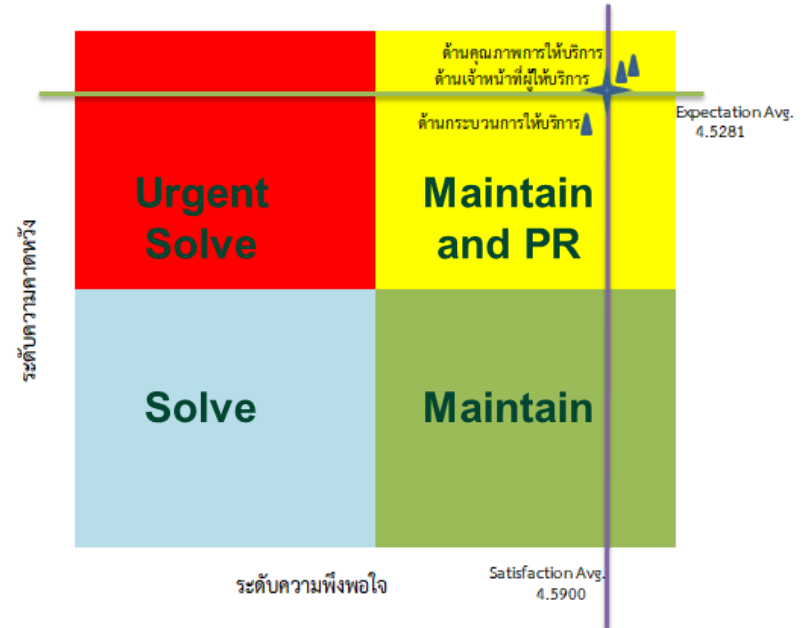 ด้านคุณภาพการให้บริการ
ด้านเจ้าหน้าที่ผู้ให้บริการ
Expectation Avg.
4.5281
ด้านกระบวนการให้บริการ
Urgent
Solve
Maintain
and PR
ระดับความคาดหวัง
Solve
Maintain
ระดับความพึงพอใจ
Satisfaction Avg.
4.5900